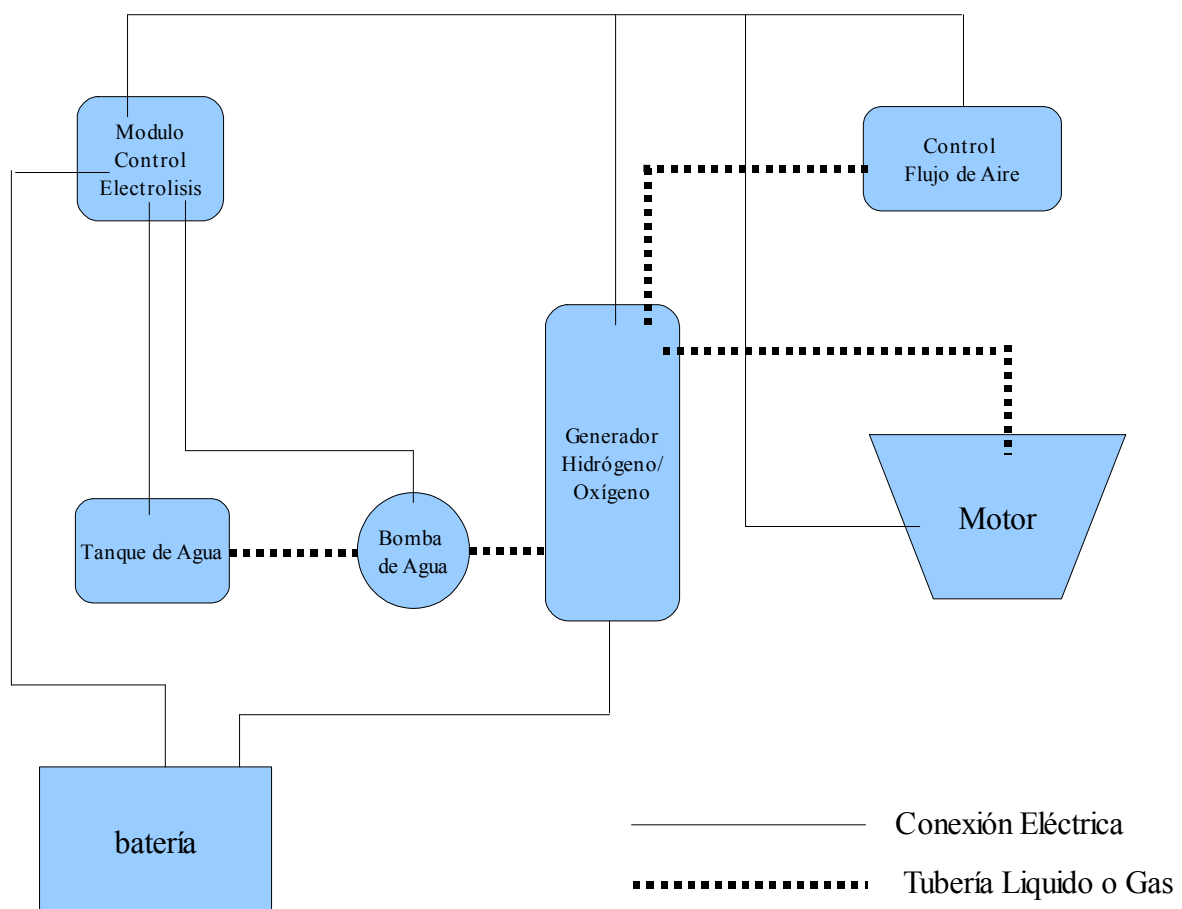 Modulo
Control
Electrolisis
Control
Flujo de Aire
Generador
Hidrógeno/
Oxígeno
Motor
Tanque de Agua
Bomba
de Agua
batería
Conexión Eléctrica
Tubería Liquido o Gas